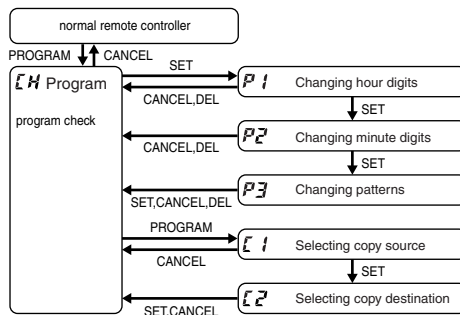 normal remote controller
PROGRAM CANCEL
CH Program
program check
SET
P1 Changing hour digits
CANCEL,DEL
SET
P2 Changing minute digits
CANCEL,DEL
SET
P3 Changing patterns
SET,CANCEL,DEL
PROGRAM
C1 Selecting copy source
CANCEL
SET
C2 Selecting copy destination
SET,CANCEL